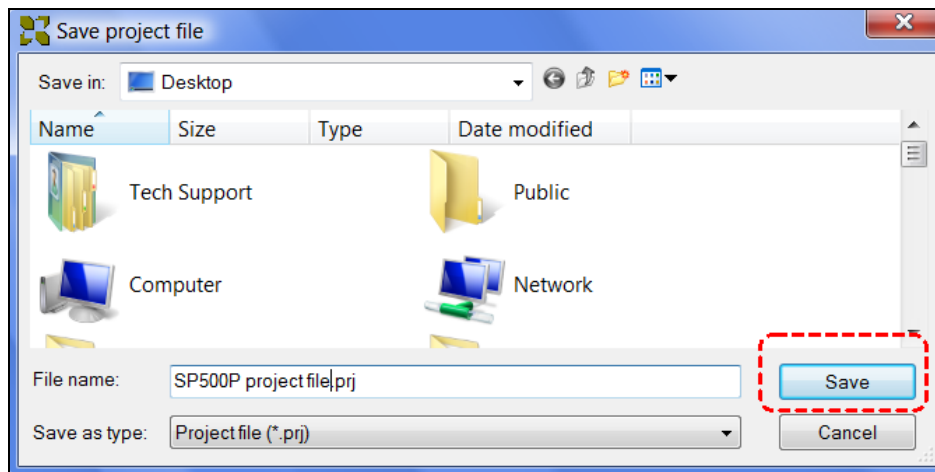 Save project file
Save in: Desktop
Name Size Type Date modified
Tech Support Public
Computer Network
File name: SP500P project file.prj Save
Save as type: Project file (*.prj) Cancel